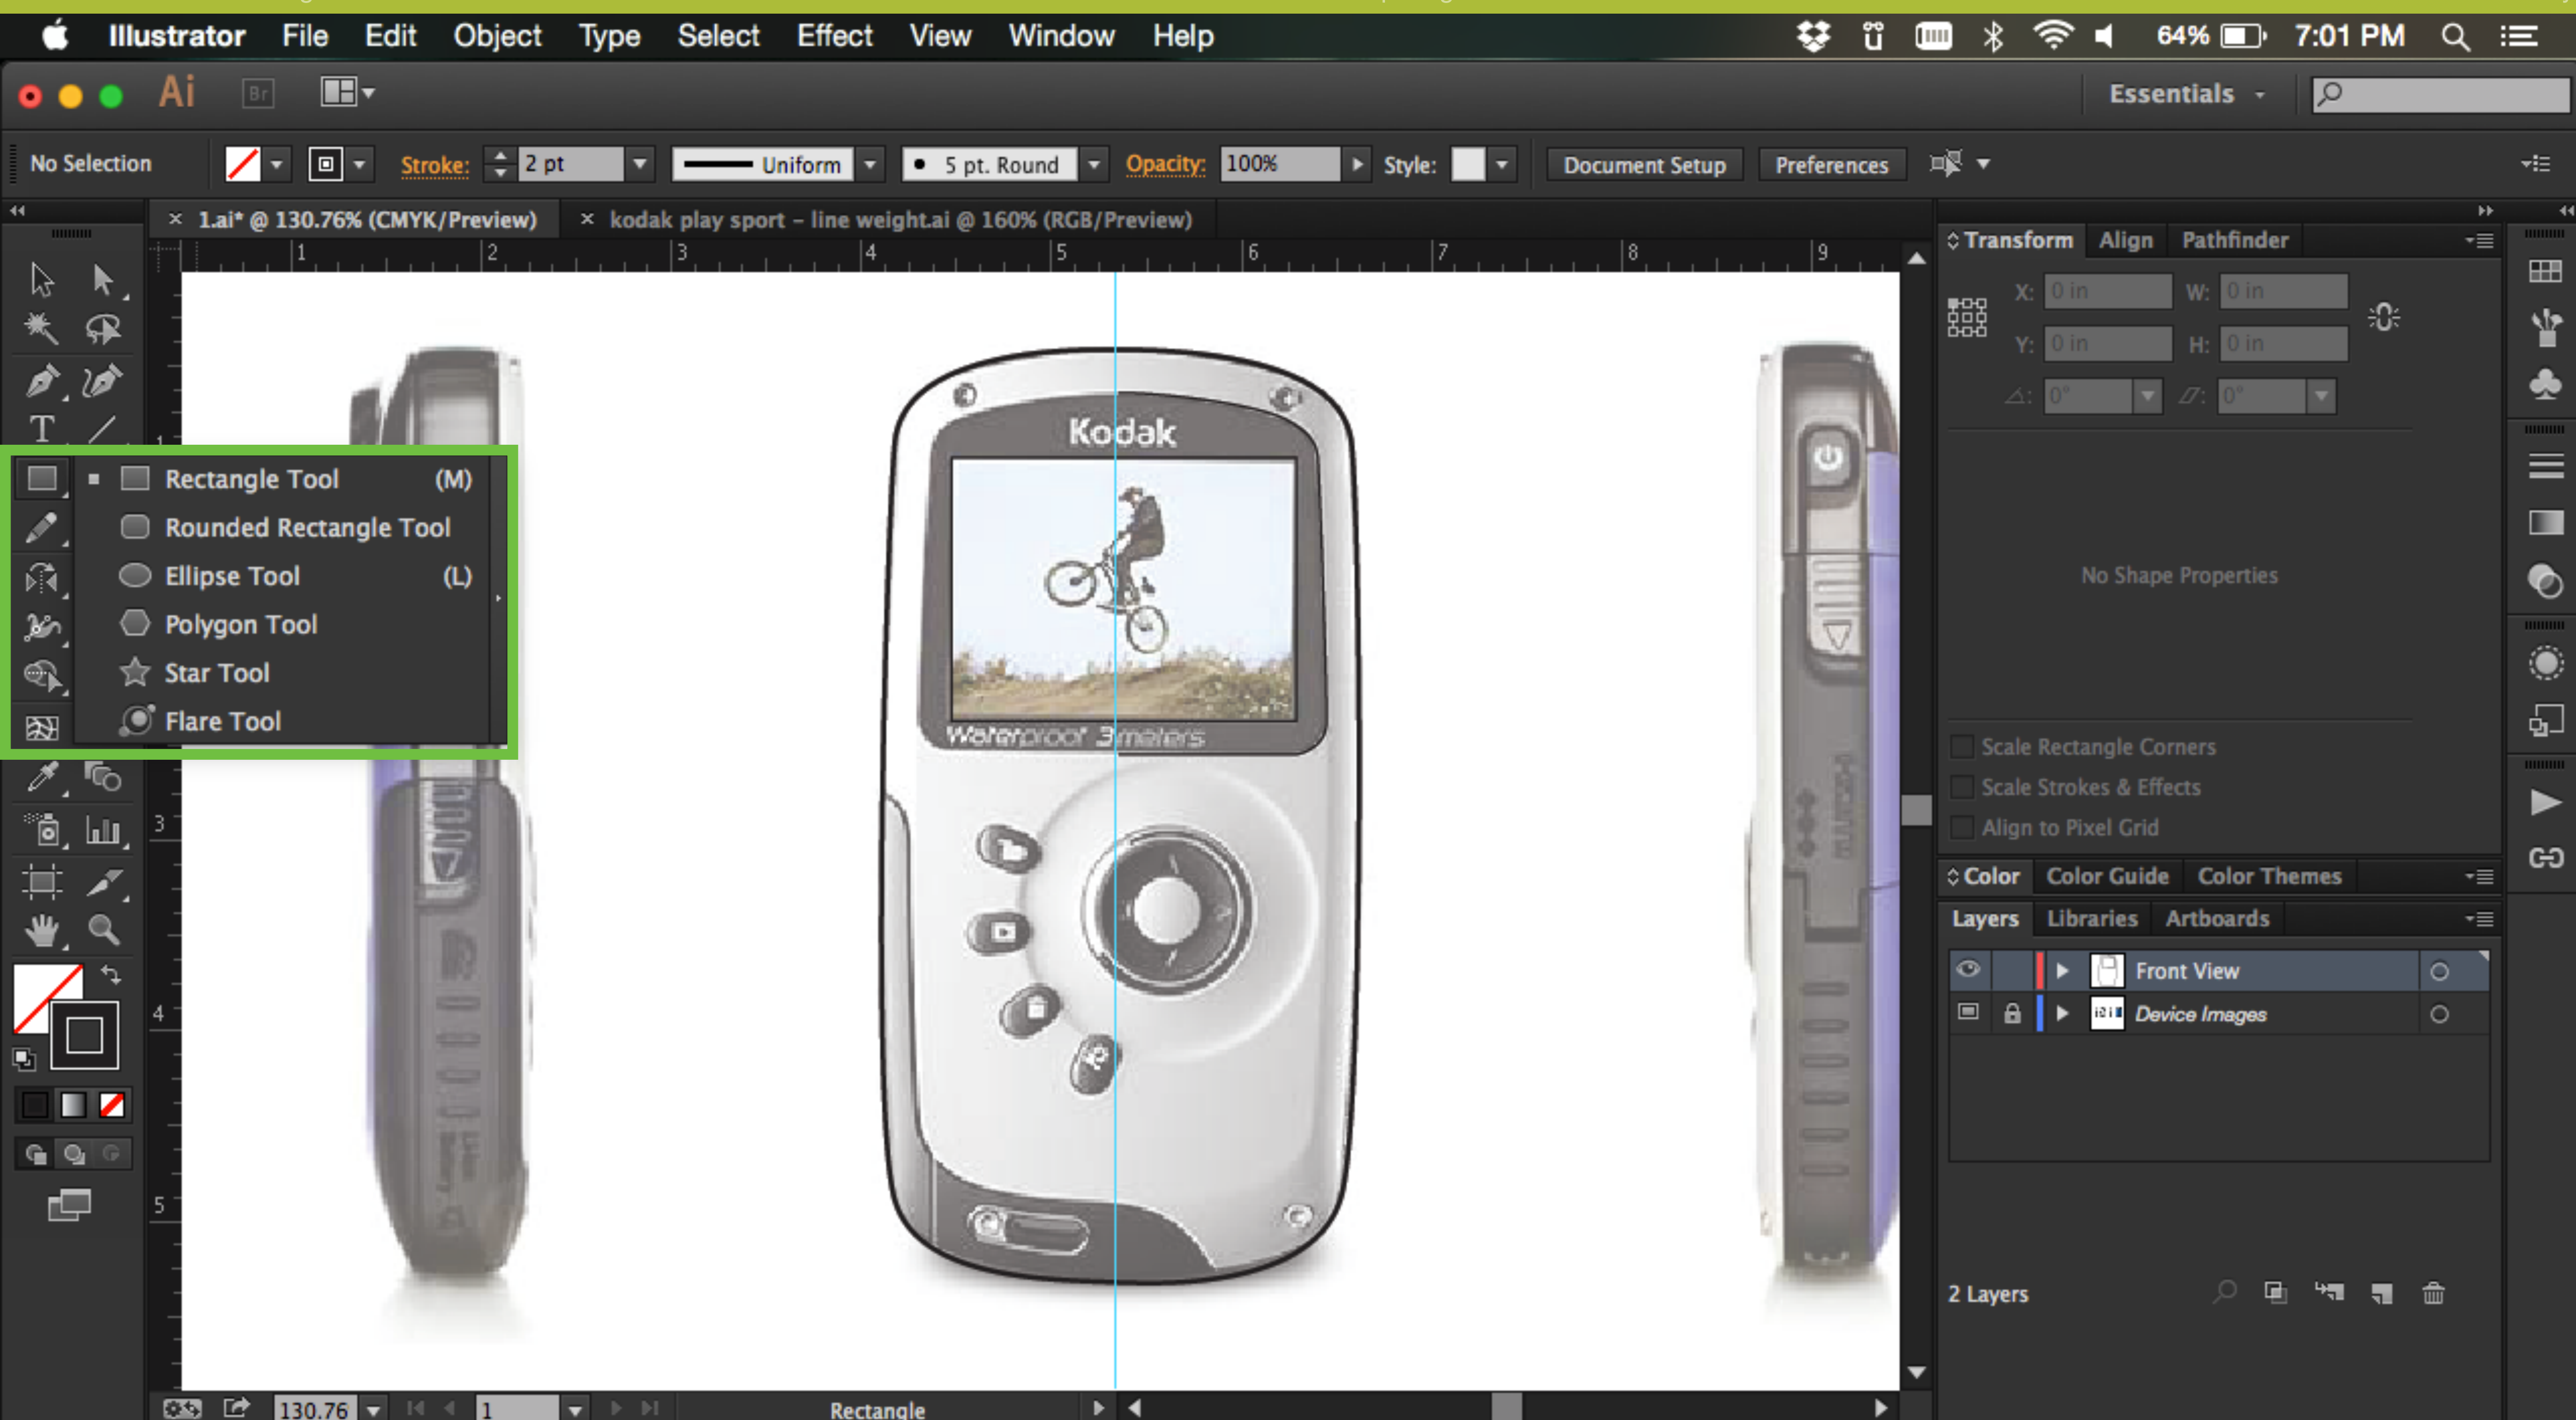 Illustrator File Edit Object Type Select Effect View Window Help 64% 7:01 PM
Ai Br Essentials
No Selection Stroke: 2 pt Uniform 5 pt. Round Opacity: 100% Style: Document Setup Preferences
× 1.ai* @ 130.76% (CMYK/Preview) × kodak play sport – line weight.ai @ 160% (RGB/Preview)
1 2 3 4 5 6 7 8 9
Transform Align Pathfinder
X: 0 in W: 0 in
Y: 0 in H: 0 in
0° 0°
T
1
Kodak
Rectangle Tool (M)
Rounded Rectangle Tool
Ellipse Tool (L)
Polygon Tool
Star Tool
Flare Tool
No Shape Properties
Waterproof 3meters
Scale Rectangle Corners
Scale Strokes & Effects
Align to Pixel Grid
3
Color Color Guide Color Themes
Layers Libraries Artboards
Front View
4
Device Images
5
2 Layers
130.76 1 Rectangle